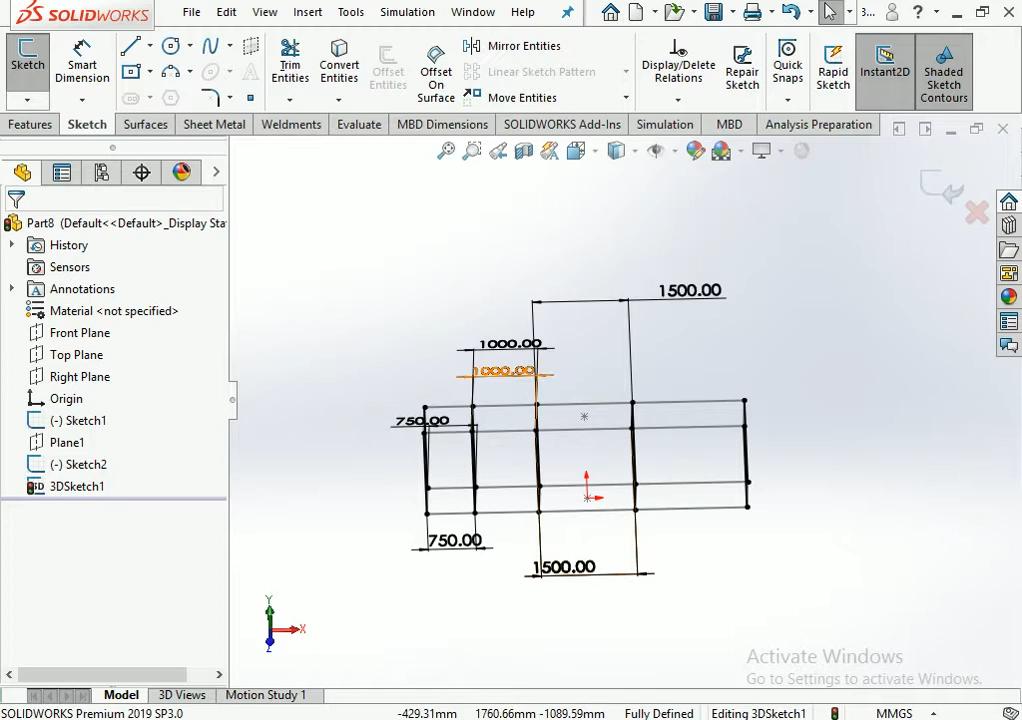 SOLIDWORKS File Edit View Insert Tools Simulation Window Help 3... ?
Sketch Smart Dimension Trim Entities Convert Entities Offset Entities Offset On Surface Mirror Entities Linear Sketch Pattern Move Entities Display/Delete Relations Repair Sketch Quick Snaps Rapid Sketch Instant2D Shaded Sketch Contours
Features Sketch Surfaces Sheet Metal Weldments Evaluate MBD Dimensions SOLIDWORKS Add-Ins Simulation MBD Analysis Preparation
Part8 (Default<<Default>_Display Sta
History
Sensors
Annotations
Material <not specified>
Front Plane
Top Plane
Right Plane
Origin
(-) Sketch1
Plane1
(-) Sketch2
3D 3DSketch1
1500.00
1000.00
1000.00
750.00
750.00
1500.00
Y
X
Z
Activate Windows
Go to Settings to activate Windows.
Model 3D Views Motion Study 1
SOLIDWORKS Premium 2019 SP3.0 -429.31mm 1760.66mm -1089.59mm Fully Defined Editing 3DSketch1 MMGS